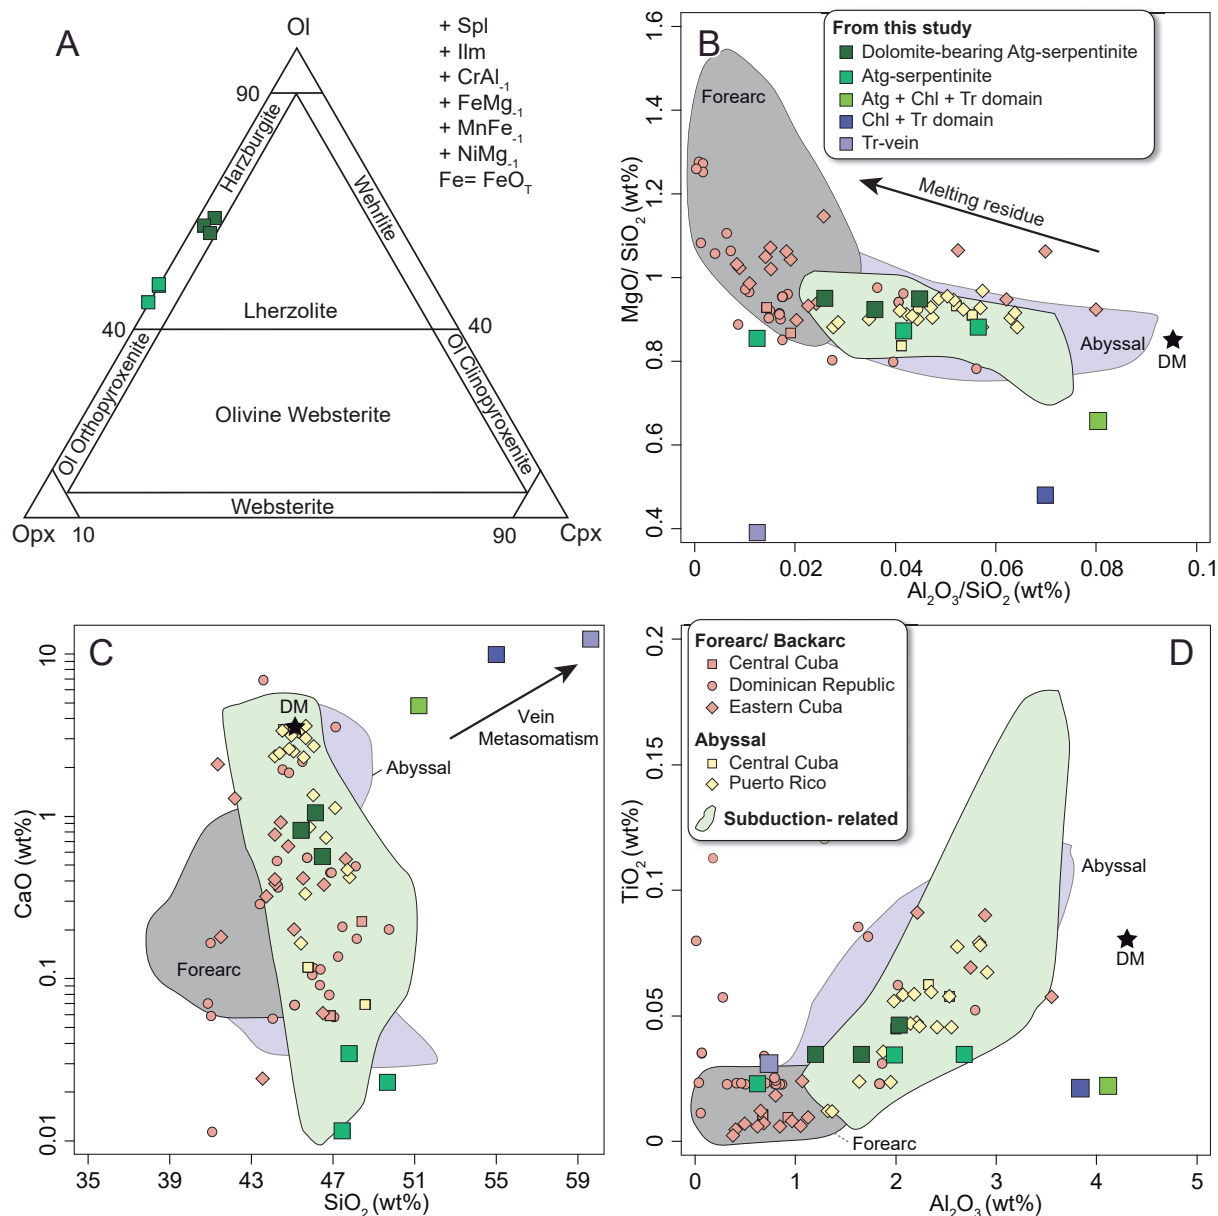 A
Ol
+ Spl
+ Ilm
+ CrAl-1
+ FeMg-1
+ MnFe-1
+ NiMg-1
Fe= FeOT
90
Harzburgite
Wehrlite
Lherzolite
40
40
Ol Orthopyroxenite
Ol Clinopyroxenite
Olivine Websterite
Websterite
Opx
10
90
Cpx
B
From this study
Dolomite-bearing Atg-serpentinite
Atg-serpentinite
Atg + Chl + Tr domain
Chl + Tr domain
Tr-vein
Forearc
Melting residue
Abyssal
DM
MgO/ SiO2 (wt%)
1.6
1.4
1.2
1
0.8
0.6
0.4
0
0.02
0.04
0.06
0.08
0.1
Al2O3/SiO2 (wt%)
C
DM
Vein
Metasomatism
Abyssal
Forearc
CaO (wt%)
10
1
0.1
0.01
35
39
43
47
51
55
59
SiO2 (wt%)
D
Forearc/ Backarc
Central Cuba
Dominican Republic
Eastern Cuba
Abyssal
Central Cuba
Puerto Rico
Subduction- related
Abyssal
DM
Forearc
TiO2 (wt%)
0.2
0.15
0.1
0.05
0
0
1
2
3
4
5
Al2O3 (wt%)